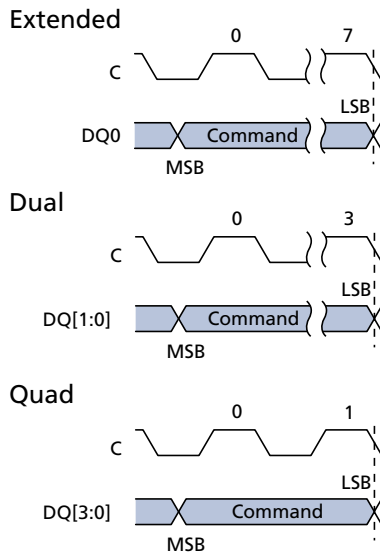 Extended
0 7
C
LSB
DQ0 Command
MSB
Dual
0 3
C
LSB
DQ[1:0] Command
MSB
Quad
0 1
C
LSB
DQ[3:0] Command
MSB